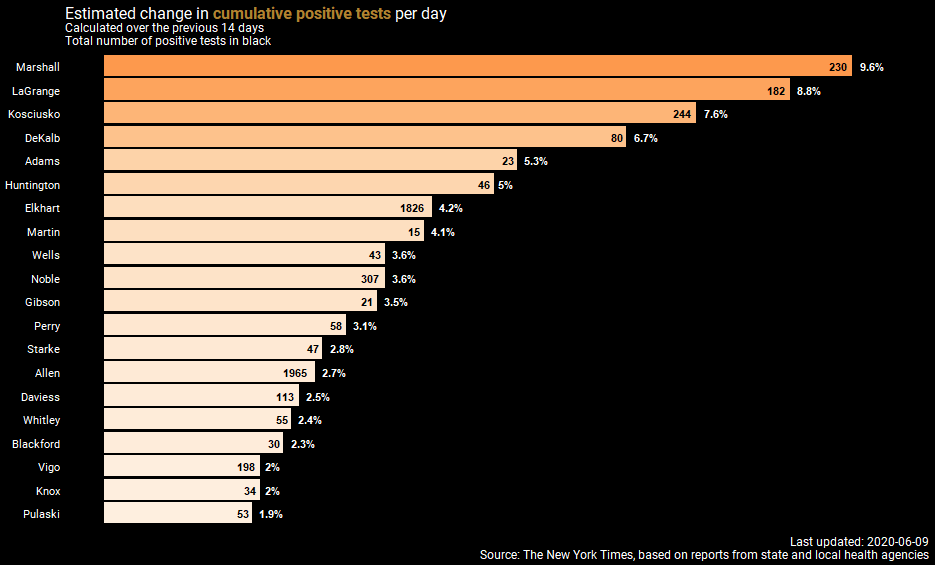 Estimated change in cumulative positive tests per day
Calculated over the previous 14 days
Total number of positive tests in black
Marshall 230 9.6%
LaGrange 182 8.8%
Kosciusko 244 7.6%
DeKalb 80 6.7%
Adams 23 5.3%
Huntington 46 5%
Elkhart 1826 4.2%
Martin 15 4.1%
Wells 43 3.6%
Noble 307 3.6%
Gibson 21 3.5%
Perry 58 3.1%
Starke 47 2.8%
Allen 1965 2.7%
Daviess 113 2.5%
Whitley 55 2.4%
Blackford 30 2.3%
Vigo 198 2%
Knox 34 2%
Pulaski 53 1.9%
Last updated: 2020-06-09
Source: The New York Times, based on reports from state and local health agencies